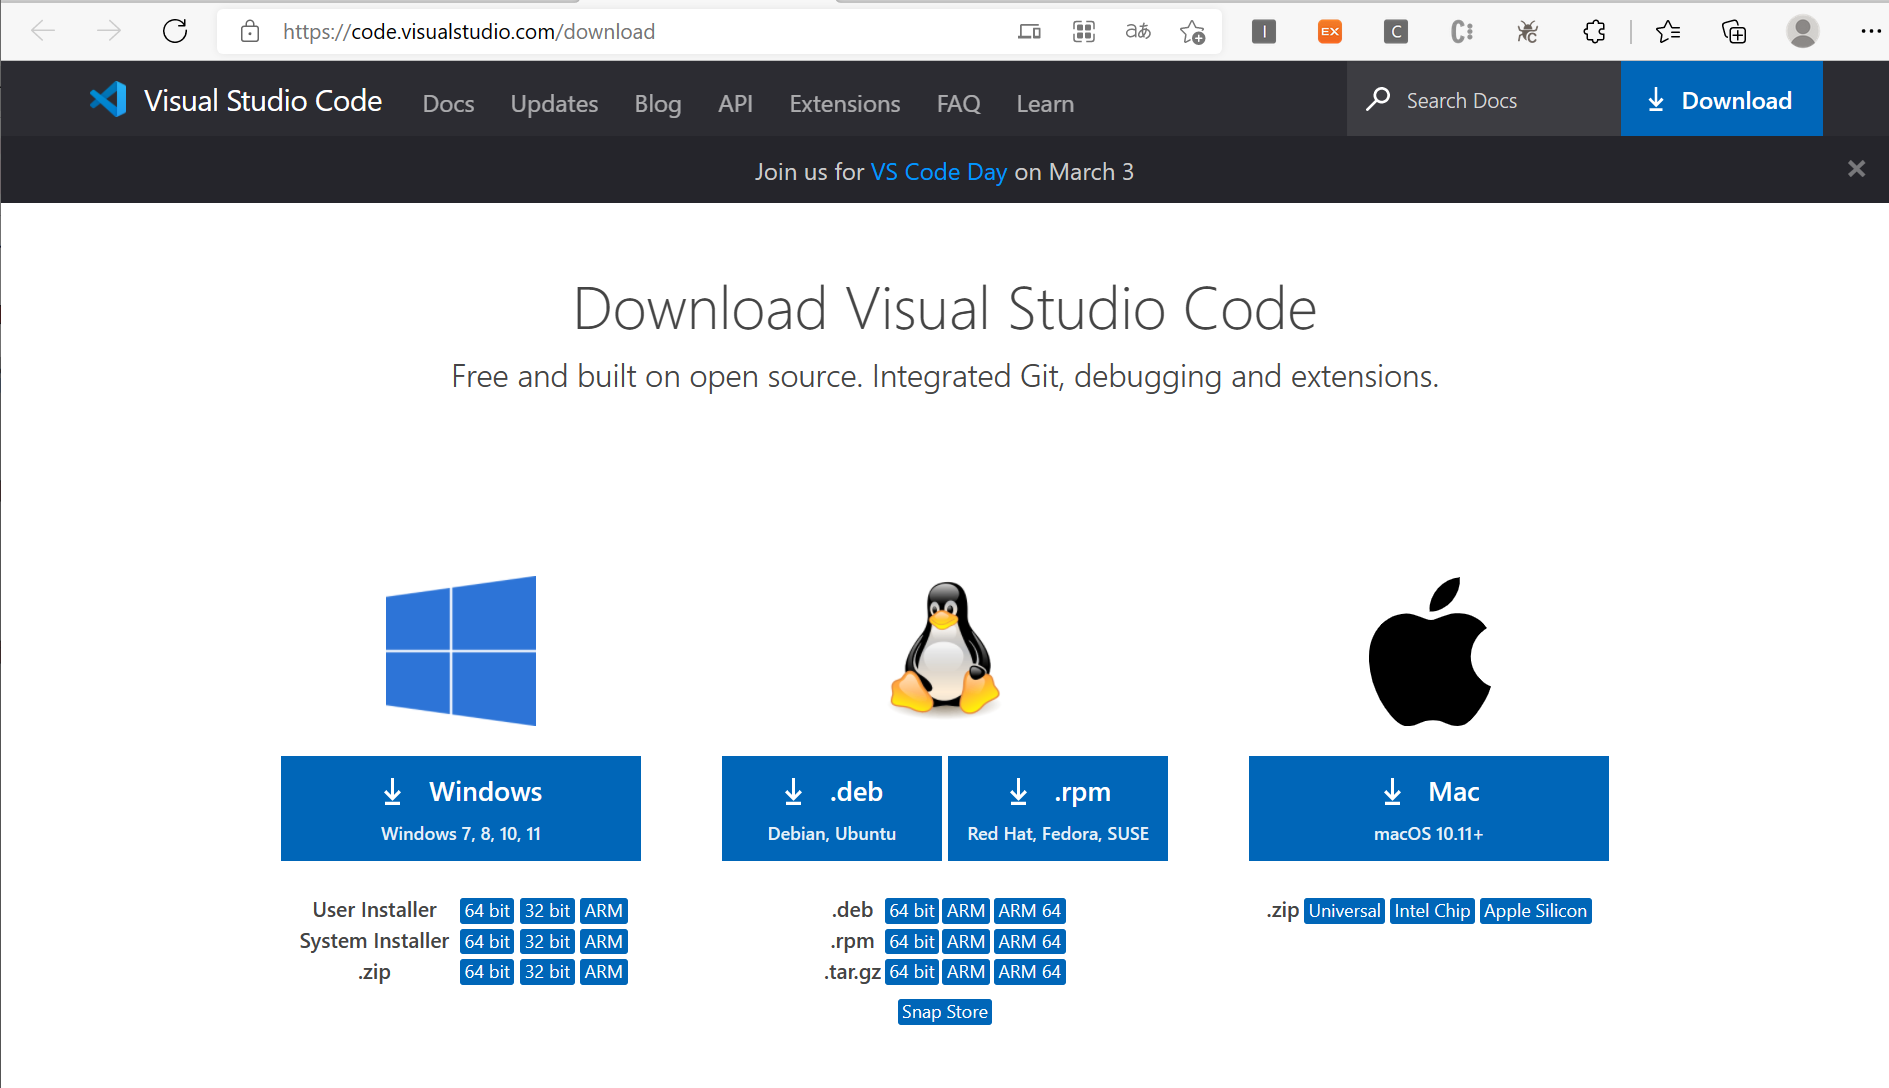 https://code.visualstudio.com/download
aあ
I
EX
C
C
Visual Studio Code
Docs
Updates
Blog
API
Extensions
FAQ
Learn
Search Docs
Download
Join us for VS Code Day on March 3
Download Visual Studio Code
Free and built on open source. Integrated Git, debugging and extensions.
Windows
Windows 7, 8, 10, 11
User Installer 64 bit 32 bit ARM
System Installer 64 bit 32 bit ARM
.zip 64 bit 32 bit ARM
.deb
Debian, Ubuntu
.rpm
Red Hat, Fedora, SUSE
.deb 64 bit ARM ARM 64
.rpm 64 bit ARM ARM 64
.tar.gz 64 bit ARM ARM 64
Snap Store
Mac
macOS 10.11+
.zip Universal Intel Chip Apple Silicon